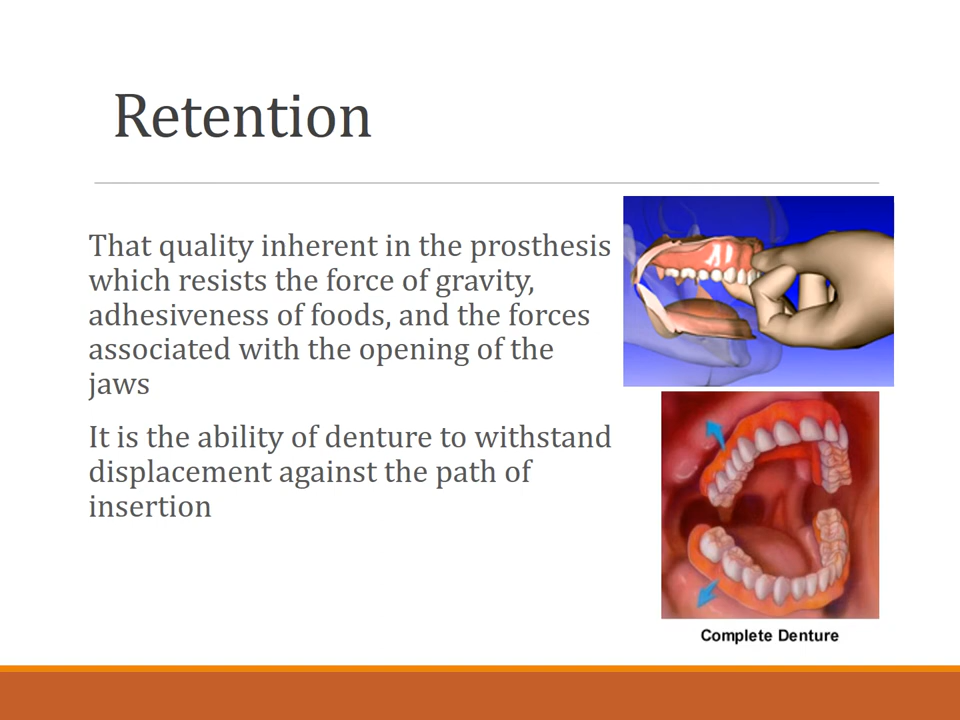 Retention
That quality inherent in the prosthesis
which resists the force of gravity,
adhesiveness of foods, and the forces
associated with the opening of the
jaws
It is the ability of denture to withstand
displacement against the path of
insertion
Complete Denture